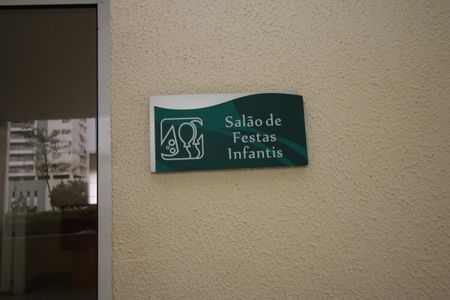 Salão de
Festas
Infantis